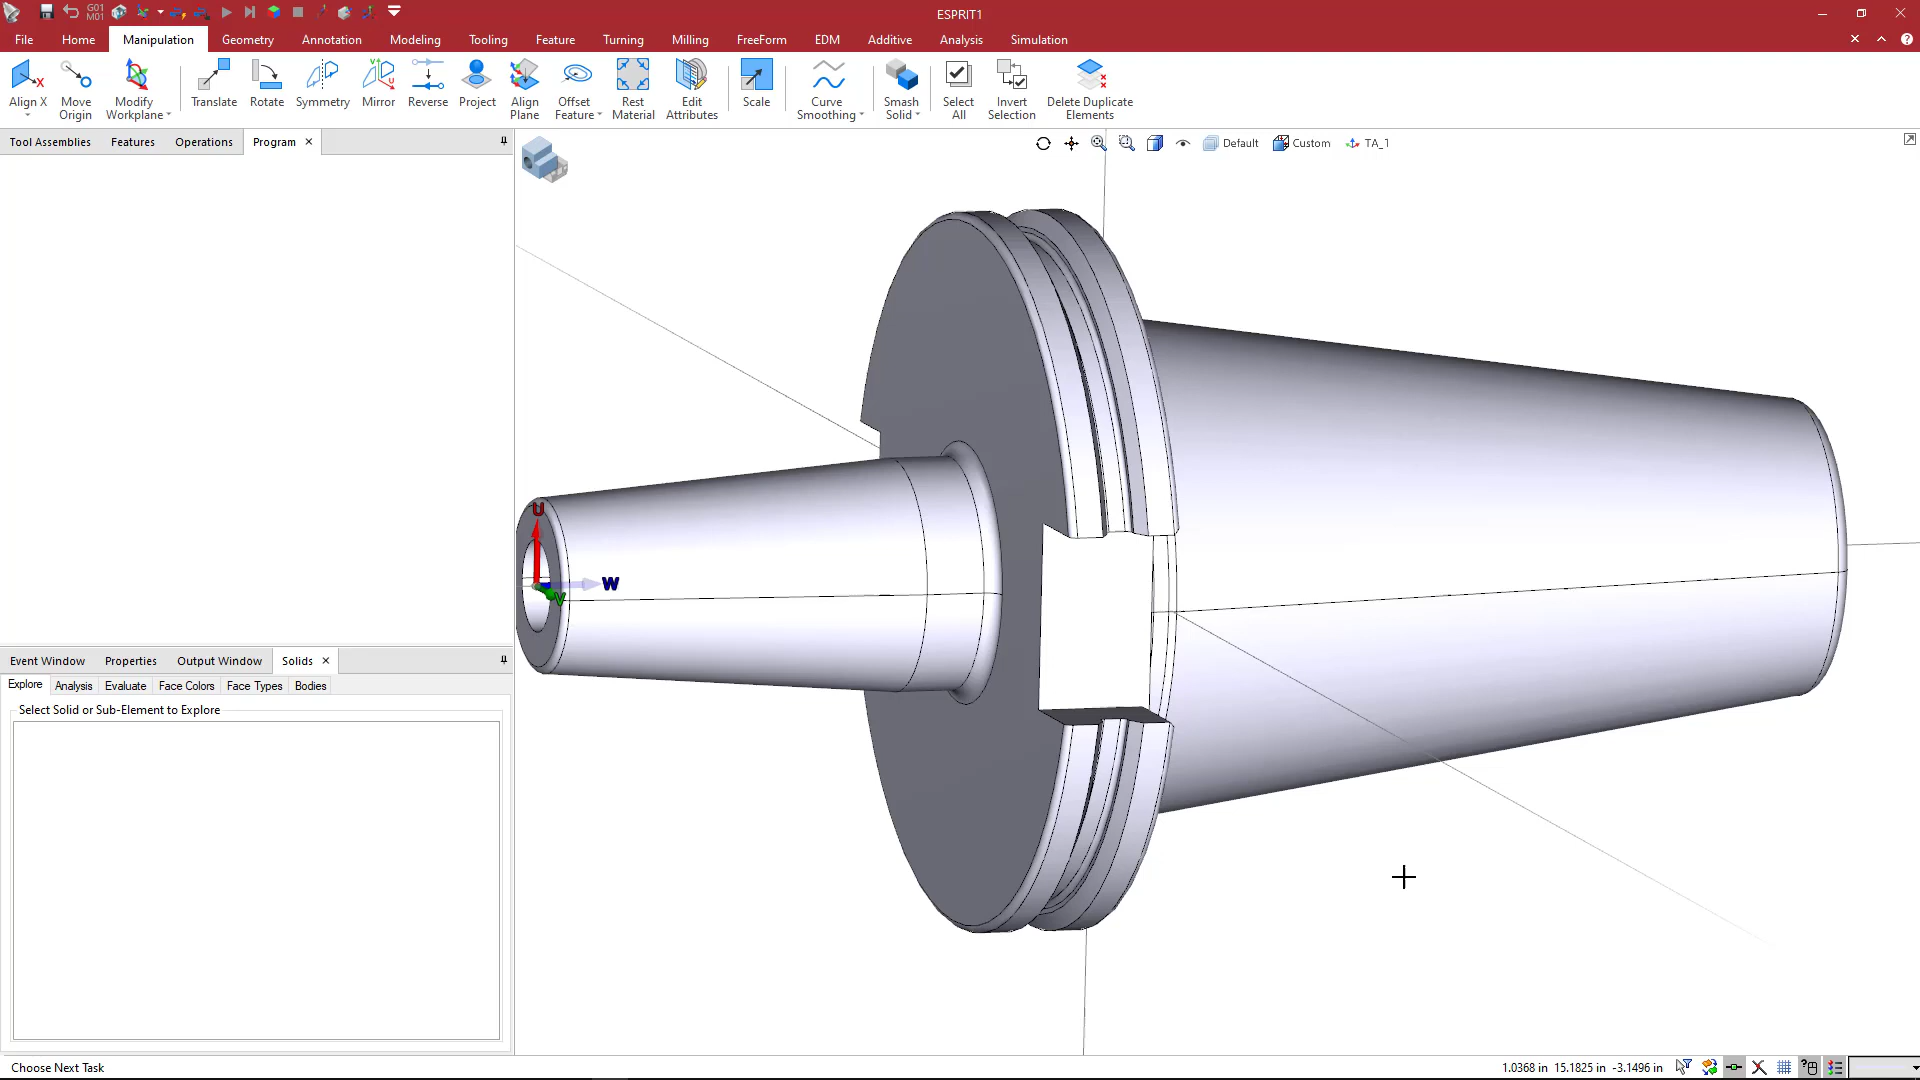 ESPRIT1
G01
M01
File Home Manipulation Geometry Annotation Modeling Tooling Feature Turning Milling FreeForm EDM Additive Analysis Simulation
Align X
Move Origin
Modify Workplane
Translate
Rotate
Symmetry
Mirror
Reverse
Project
Align Plane
Offset Feature
Rest Material
Edit Attributes
Scale
Curve Smoothing
Smash Solid
Select All
Invert Selection
Delete Duplicate Elements
Tool Assemblies Features Operations Program
Default Custom TA_1
U
W
V
Event Window Properties Output Window Solids
Explore Analysis Evaluate Face Colors Face Types Bodies
Select Solid or Sub-Element to Explore
Choose Next Task
1.0368 in 15.1825 in -3.1496 in